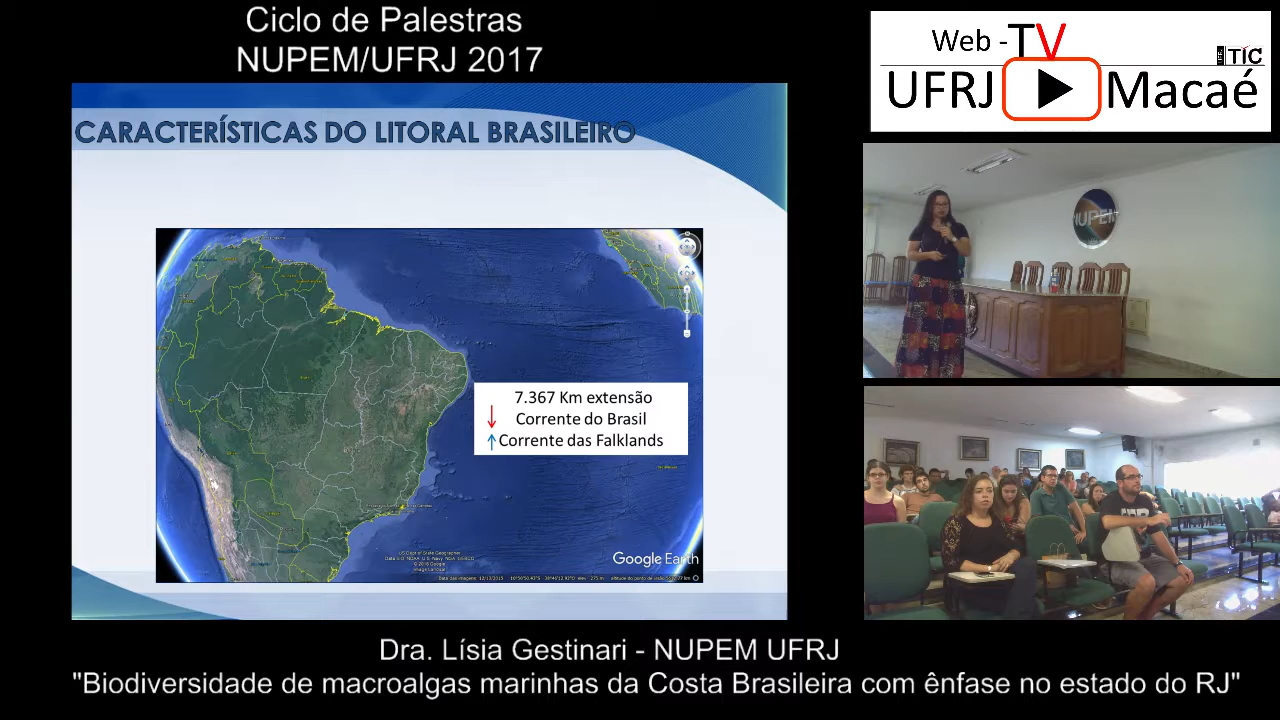 Ciclo de Palestras
NUPEM/UFRJ 2017
Web -TV
UFRJ Macaé
TIC
CARACTERÍSTICAS DO LITORAL BRASILEIRO
NUPEM
7.367 Km extensão
Corrente do Brasil
Corrente das Falklands
Google Earth
Dra. Lísia Gestinari - NUPEM UFRJ
"Biodiversidade de macroalgas marinhas da Costa Brasileira com ênfase no estado do RJ"